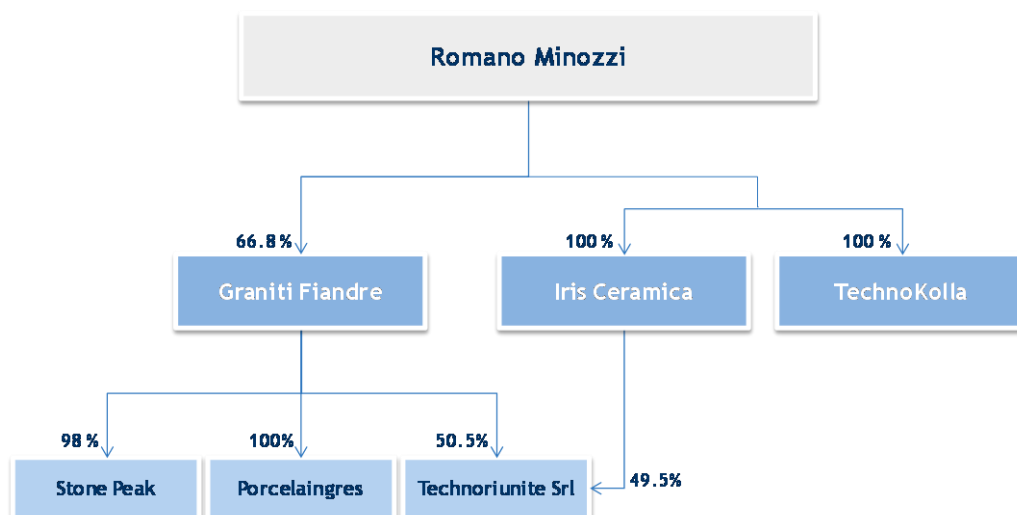 Romano Minozzi
66.8%
100%
100%
Graniti Fiandre
Iris Ceramica
TechnoKolla
98%
100%
50.5%
49.5%
Stone Peak
Porcelaingres
Technoriunite Srl